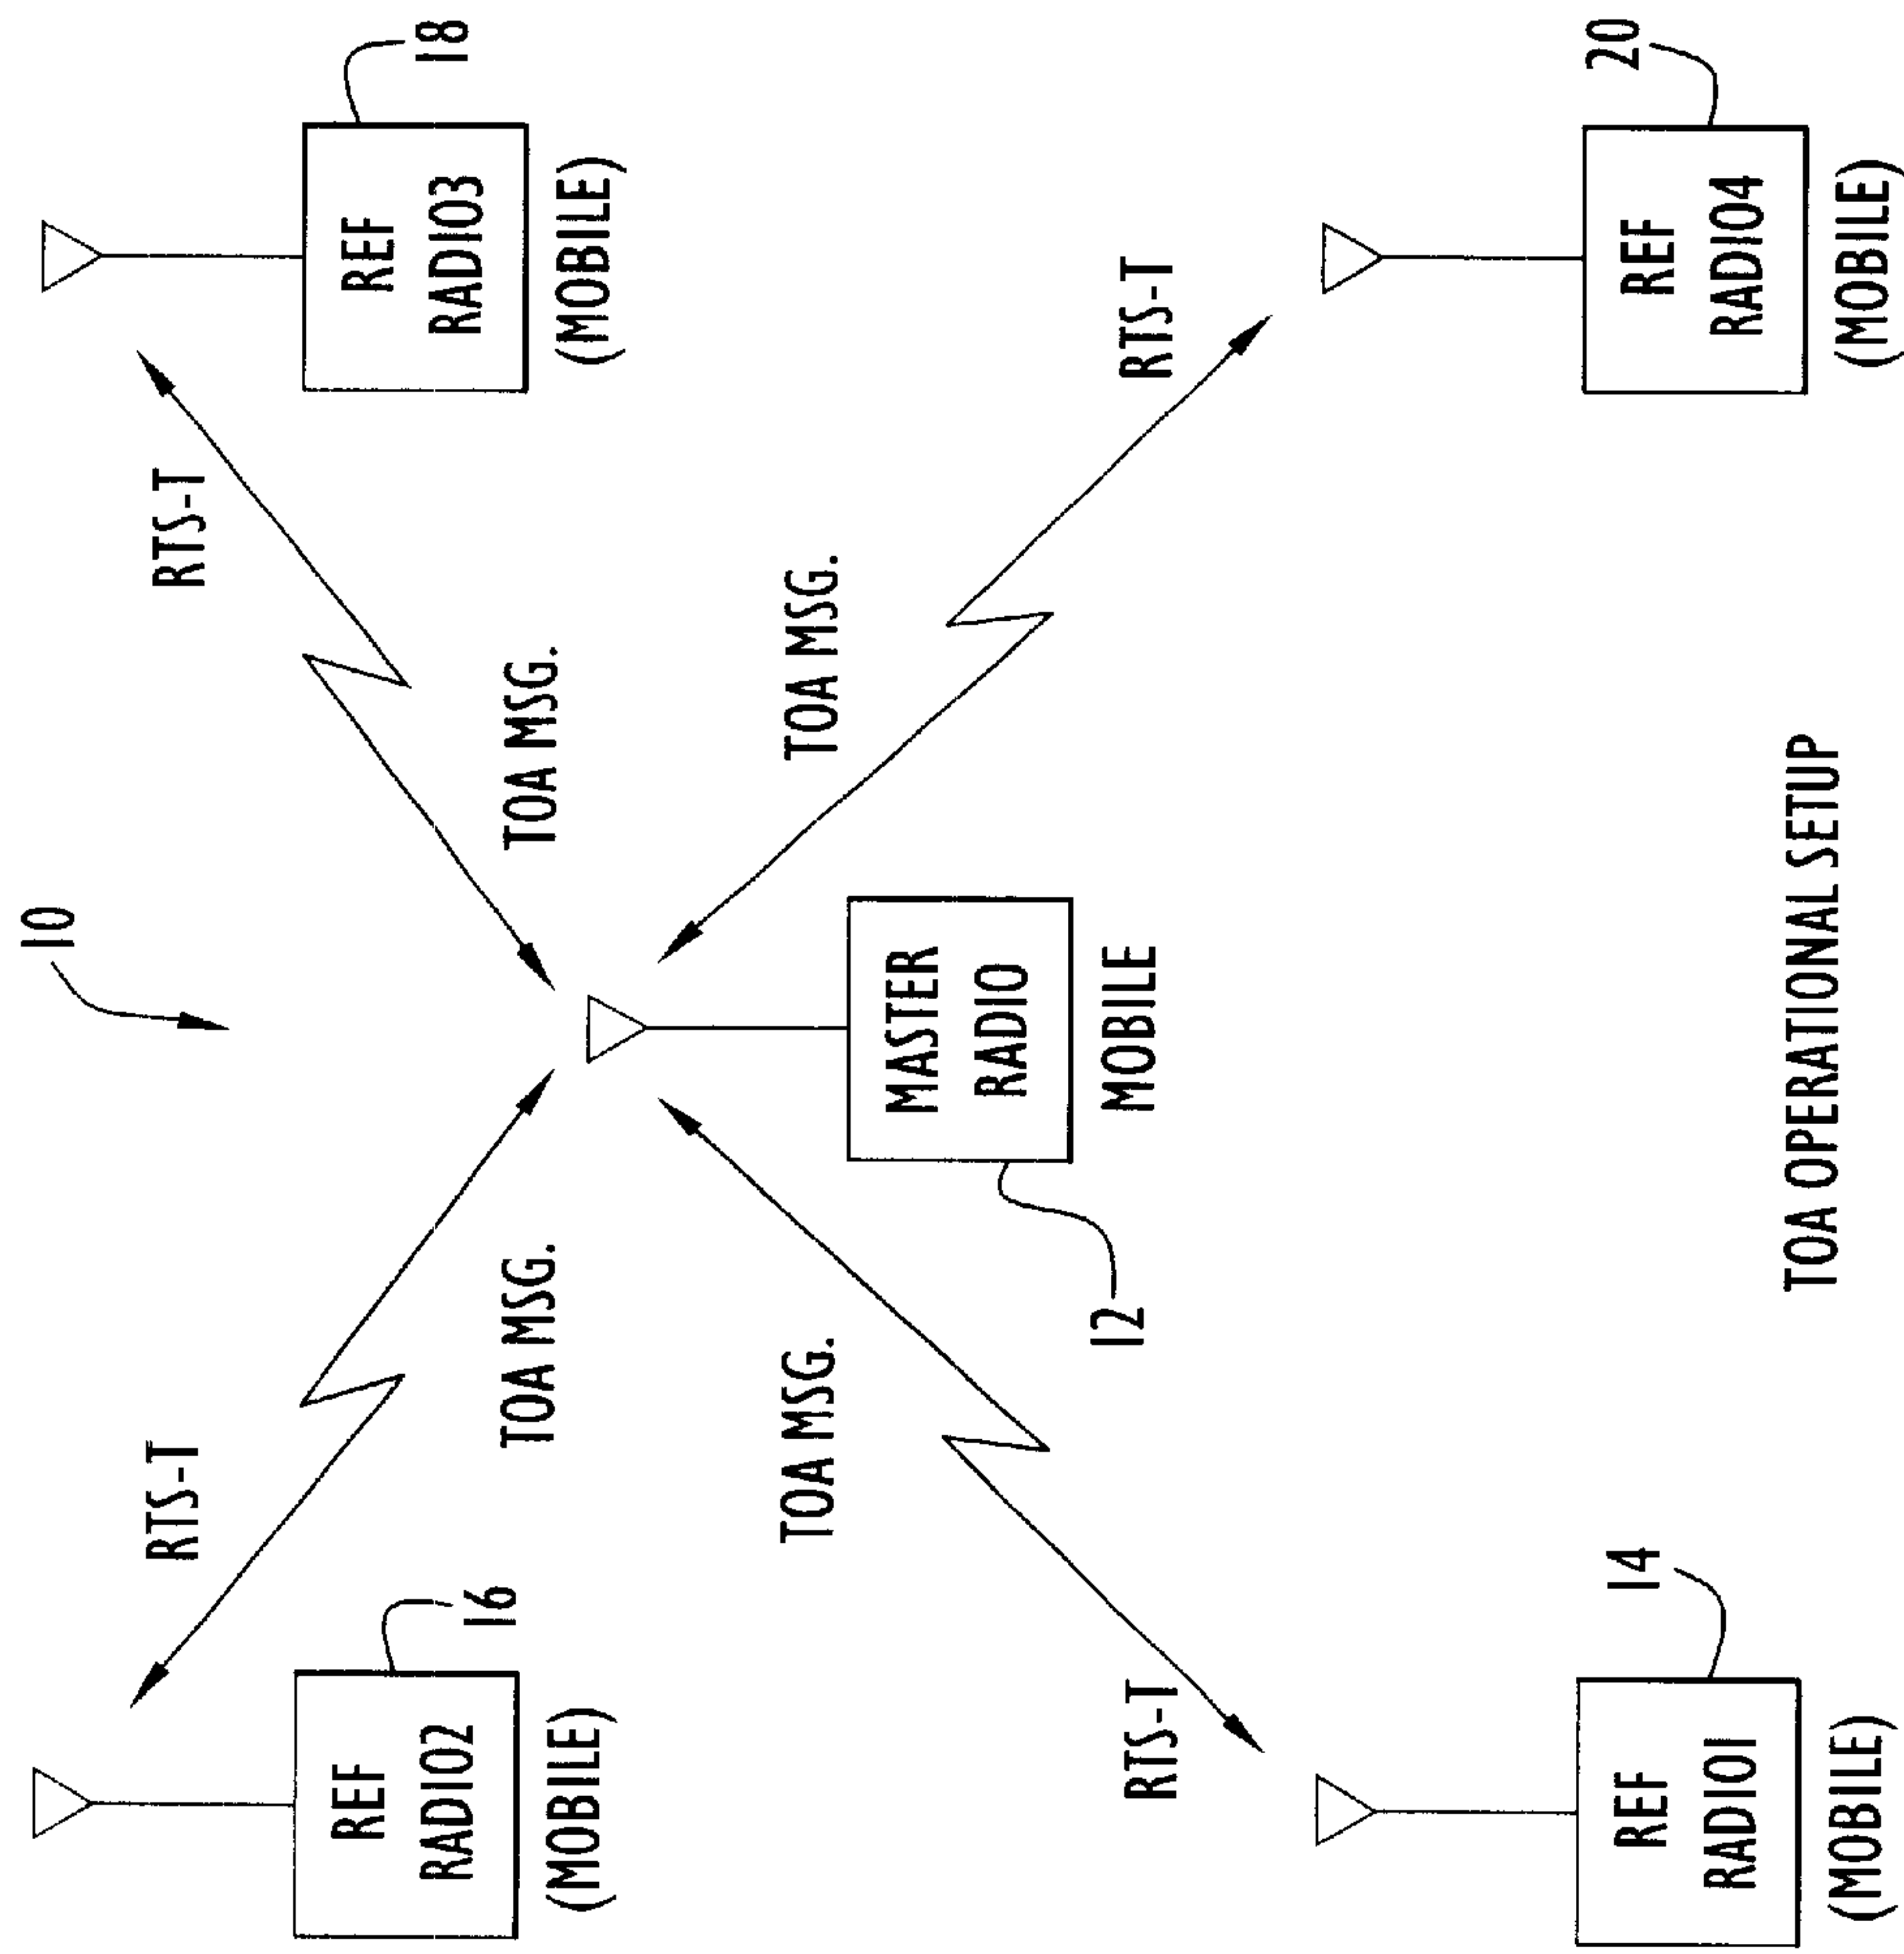 10
RTS-T
RTS-T
18
16
REF
RADIO2
(MOBILE)
REF
RADIO3
(MOBILE)
TOA MSG.
TOA MSG.
TOA MSG.
TOA MSG.
MASTER
RADIO
MOBILE
12
RTS-T
RTS-T
14
20
REF
RADIO1
(MOBILE)
REF
RADIO4
(MOBILE)
TOA OPERATIONAL SETUP